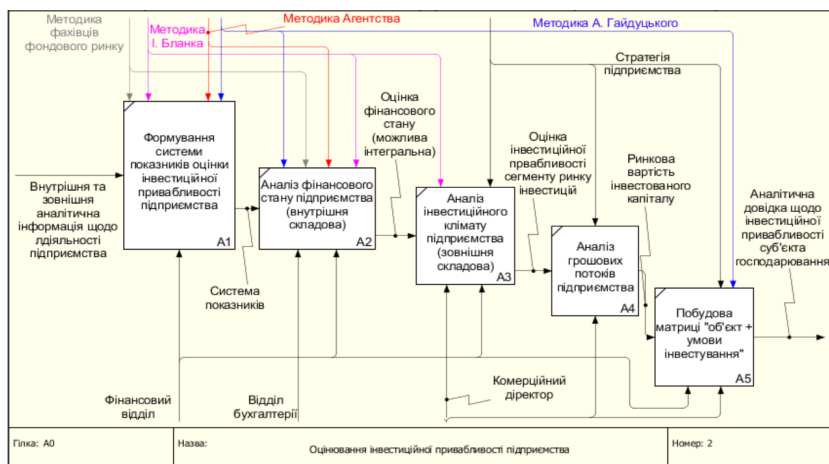 Методика
фахівців
фондового ринку
Методика
І. Бланка
Методика Агентства
Методика А. Гайдуцького
Стратегія
підприємства
Формування
системи
показників оцінки
інвестиційної
привабливості
підприємства
A1
Внутрішня та
зовнішня
аналітична
інформація щодо
лдіяльності
підприємства
Система
показників
Аналіз фінансового
стану підприємства
(внутрішня
складова)
A2
Оцінка
фінансового
стану
(можлива
інтегральна)
Аналіз
інвестиційного
клімату
підприємства
(зовнішня
складова)
A3
Оцінка
інвестиційної
првабливості
сегменту ринку
інвестицій
Аналіз
грошових
потоків
підприємства
A4
Ринкова
вартість
інвестованого
капіталу
Побудова
матриці "об'єкт +
умови
інвестування"
A5
Аналітична
довідка щодо
інвестиційної
привабливості
суб'єкта
господарювання
Фінансовий
відділ
Відділ
бухгалтерії
Комерційний
діректор
Гілка: A0
Назва:
Оцінювання інвестиційної привабливості підприємства
Номер: 2